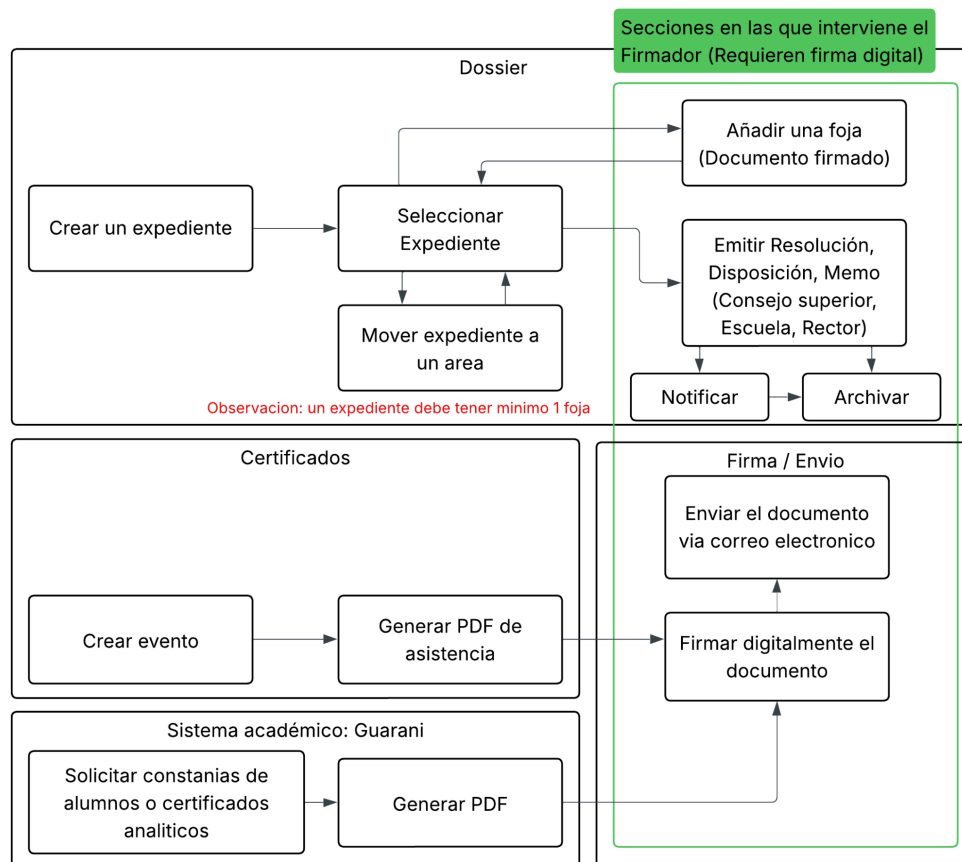 Secciones en las que interviene el
Firmador (Requieren firma digital)
Dossier
Añadir una foja
(Documento firmado)
Crear un expediente
Seleccionar
Expediente
Emitir Resolución,
Disposición, Memo
(Consejo superior,
Escuela, Rector)
Mover expediente a
un area
Notificar
Archivar
Observacion: un expediente debe tener minimo 1 foja
Certificados
Crear evento
Generar PDF de
asistencia
Firma / Envio
Enviar el documento
via correo electronico
Firmar digitalmente el
documento
Sistema académico: Guarani
Solicitar constanias de
alumnos o certificados
analiticos
Generar PDF